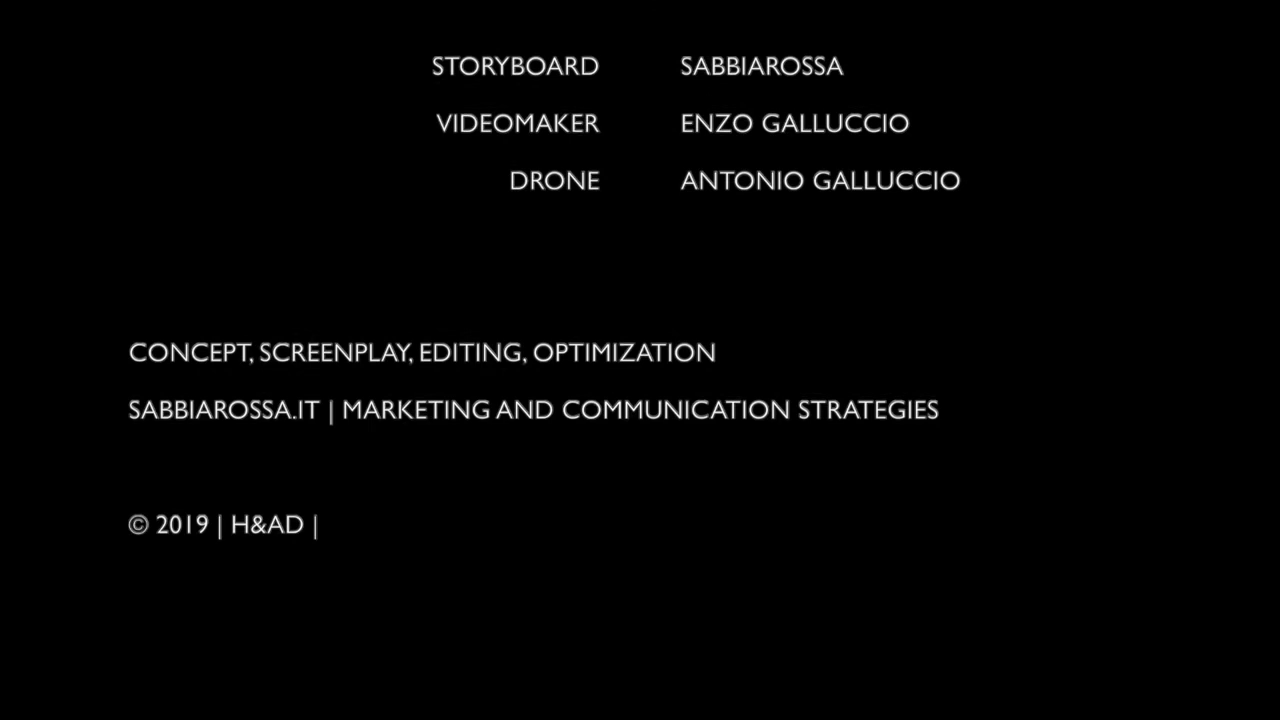 STORYBOARD SABBIAROSSA
VIDEOMAKER ENZO GALLUCCIO
DRONE ANTONIO GALLUCCIO
CONCEPT, SCREENPLAY, EDITING, OPTIMIZATION
SABBIAROSSA.IT | MARKETING AND COMMUNICATION STRATEGIES
© 2019 | H&AD |